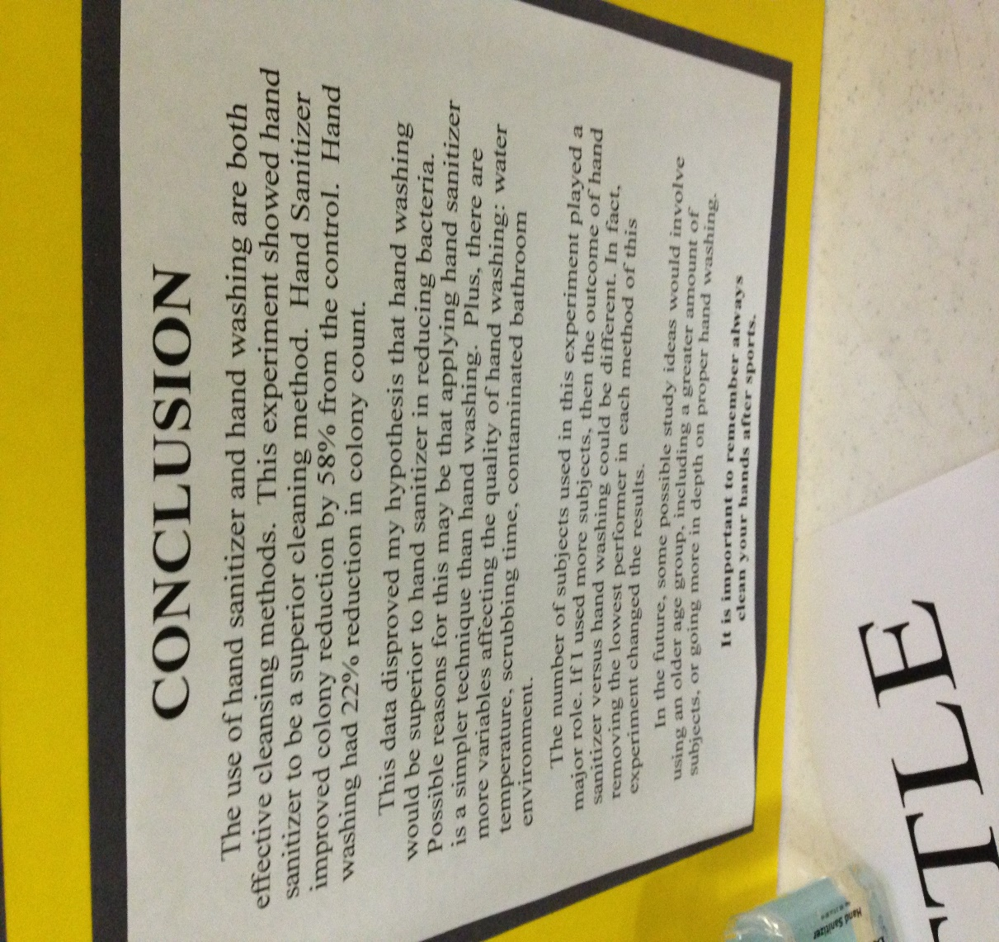 CONCLUSION
The use of hand sanitizer and hand washing are both
effective cleansing methods. This experiment showed hand
sanitizer to be a superior cleaning method. Hand Sanitizer
improved colony reduction by 58% from the control. Hand
washing had 22% reduction in colony count.
This data disproved my hypothesis that hand washing
would be superior to hand sanitizer in reducing bacteria.
Possible reasons for this may be that applying hand sanitizer
is a simpler technique than hand washing. Plus, there are
more variables affecting the quality of hand washing: water
temperature, scrubbing time, contaminated bathroom
environment.
The number of subjects used in this experiment played a
major role. If I used more subjects, then the outcome of hand
sanitizer versus hand washing could be different. In fact,
removing the lowest performer in each method of this
experiment changed the results.
In the future, some possible study ideas would involve
using an older age group, including a greater amount of
subjects, or going more in depth on proper hand washing.
It is important to remember always
clean your hands after sports.
TTLE
Hand Sanitizer